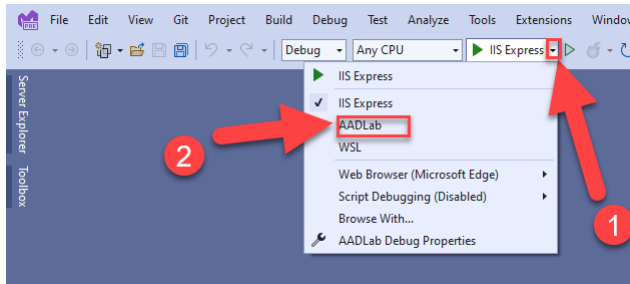 File Edit View Git Project Build Debug Test Analyze Tools Extensions Window
PRE
Debug Any CPU IIS Express
Server Explorer
Toolbox
IIS Express
IIS Express
AADLab
WSL
Web Browser (Microsoft Edge)
Script Debugging (Disabled)
Browse With...
AADLab Debug Properties
2
1